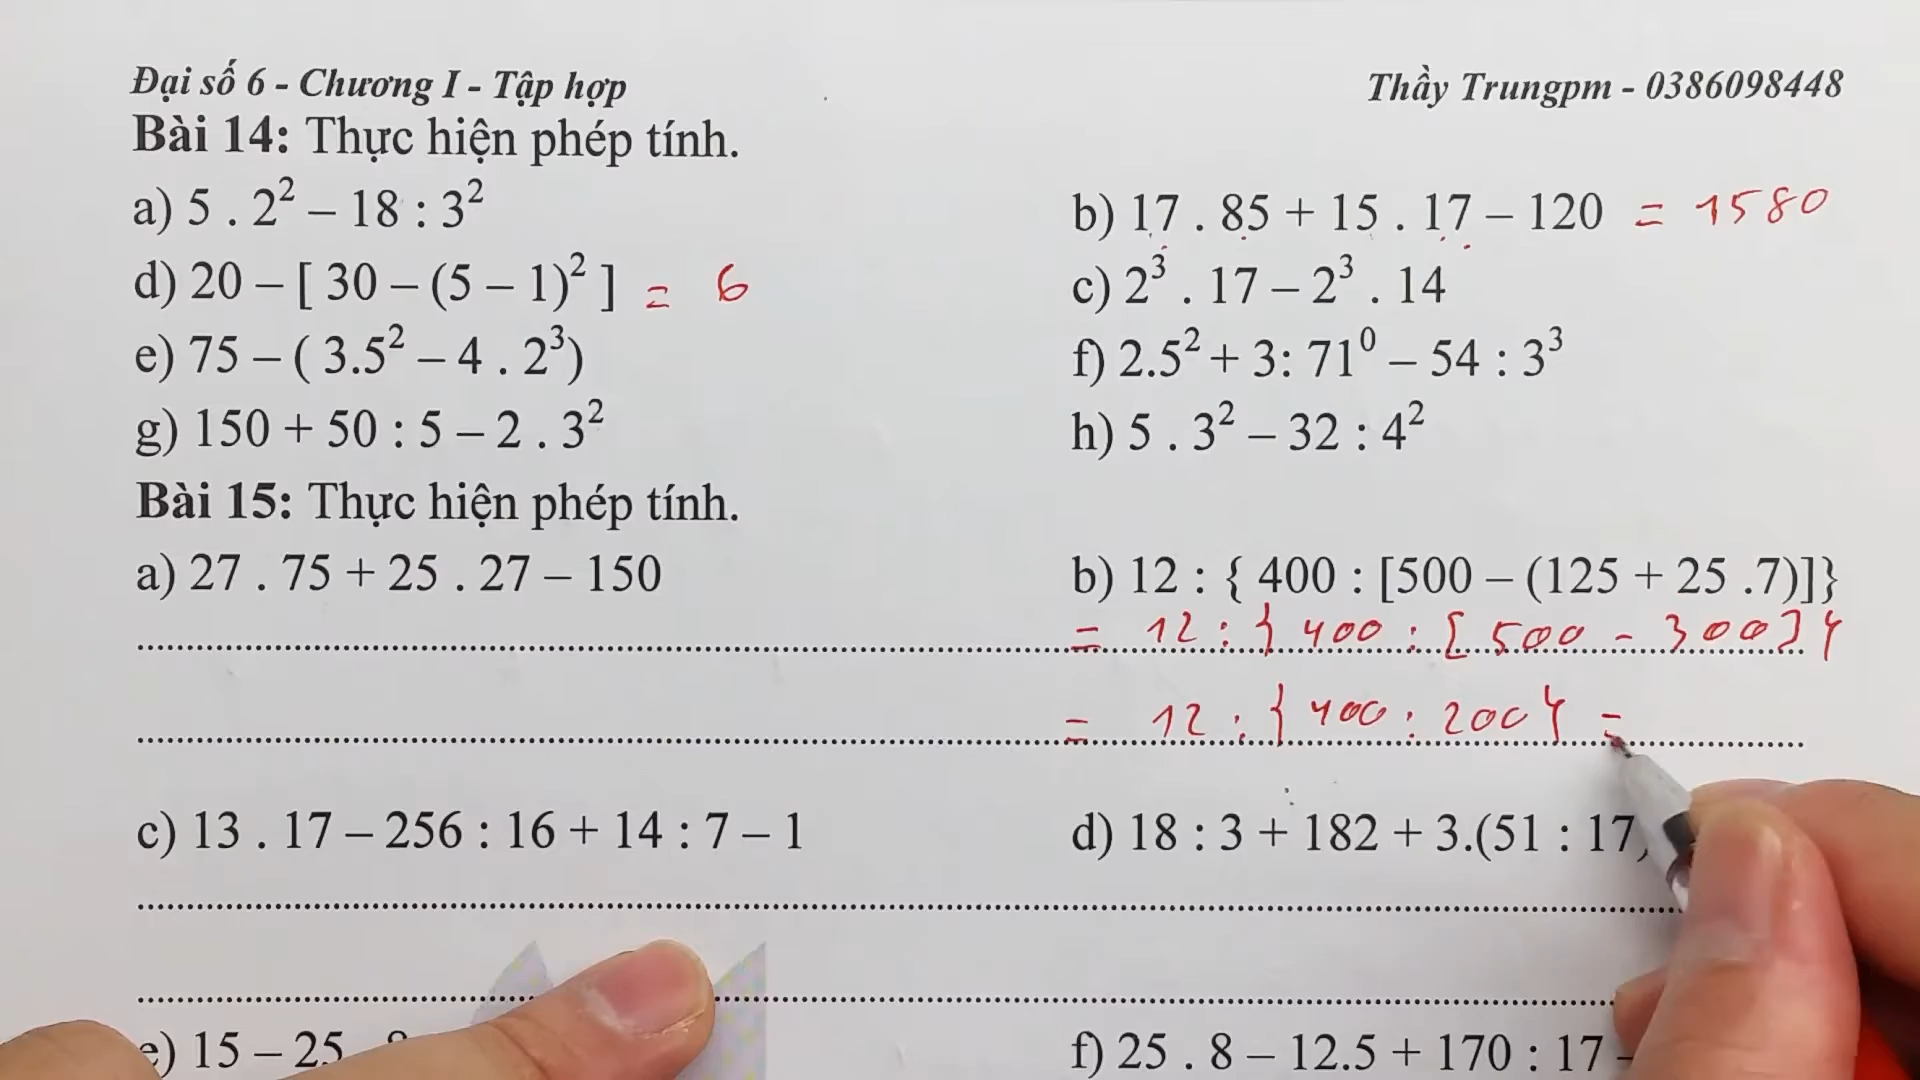 Đại số 6 - Chương I - Tập hợp
Thầy Trungpm - 0386098448
Bài 14: Thực hiện phép tính.
a) 5 . 2² – 18 : 3²
b) 17 . 85 + 15 . 17 – 120 = 1580
d) 20 – [ 30 – (5 – 1)² ] = 6
c) 2³ . 17 – 2³ . 14
e) 75 – ( 3.5² – 4 . 2³)
f) 2.5² + 3: 71⁰ – 54 : 3³
g) 150 + 50 : 5 – 2 . 3²
h) 5 . 3² – 32 : 4²
Bài 15: Thực hiện phép tính.
a) 27 . 75 + 25 . 27 – 150
b) 12 : { 400 : [500 – (125 + 25 .7)]}
= 12 : { 400 : [ 500 - 300 ] }
= 12 : { 400 : 200 } =
c) 13 . 17 – 256 : 16 + 14 : 7 – 1
d) 18 : 3 + 182 + 3.(51 : 17)
e) 15 – 25
f) 25 . 8 – 12.5 + 170 : 17 –